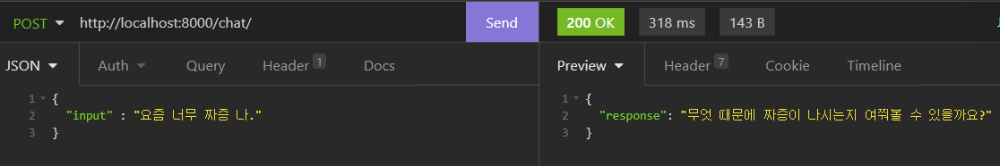 POST http://localhost:8000/chat/ Send
200 OK 318 ms 143 B
JSON Auth Query Header 1 Docs
Preview Header 7 Cookie Timeline
1 {
2 "input" : "요즘 너무 짜증 나."
3 }
1 {
2 "response": "무엇 때문에 짜증이 나시는지 여쭤볼 수 있을까요?"
3 }